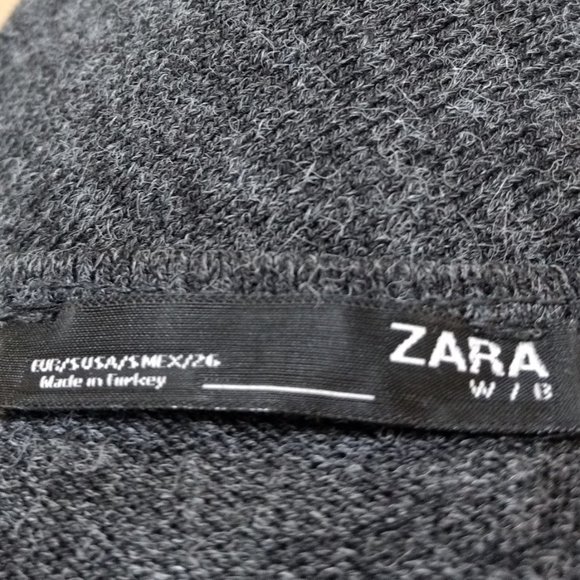 EUR/S USA/S MEX/26
Made in Turkey
ZARA
W / B